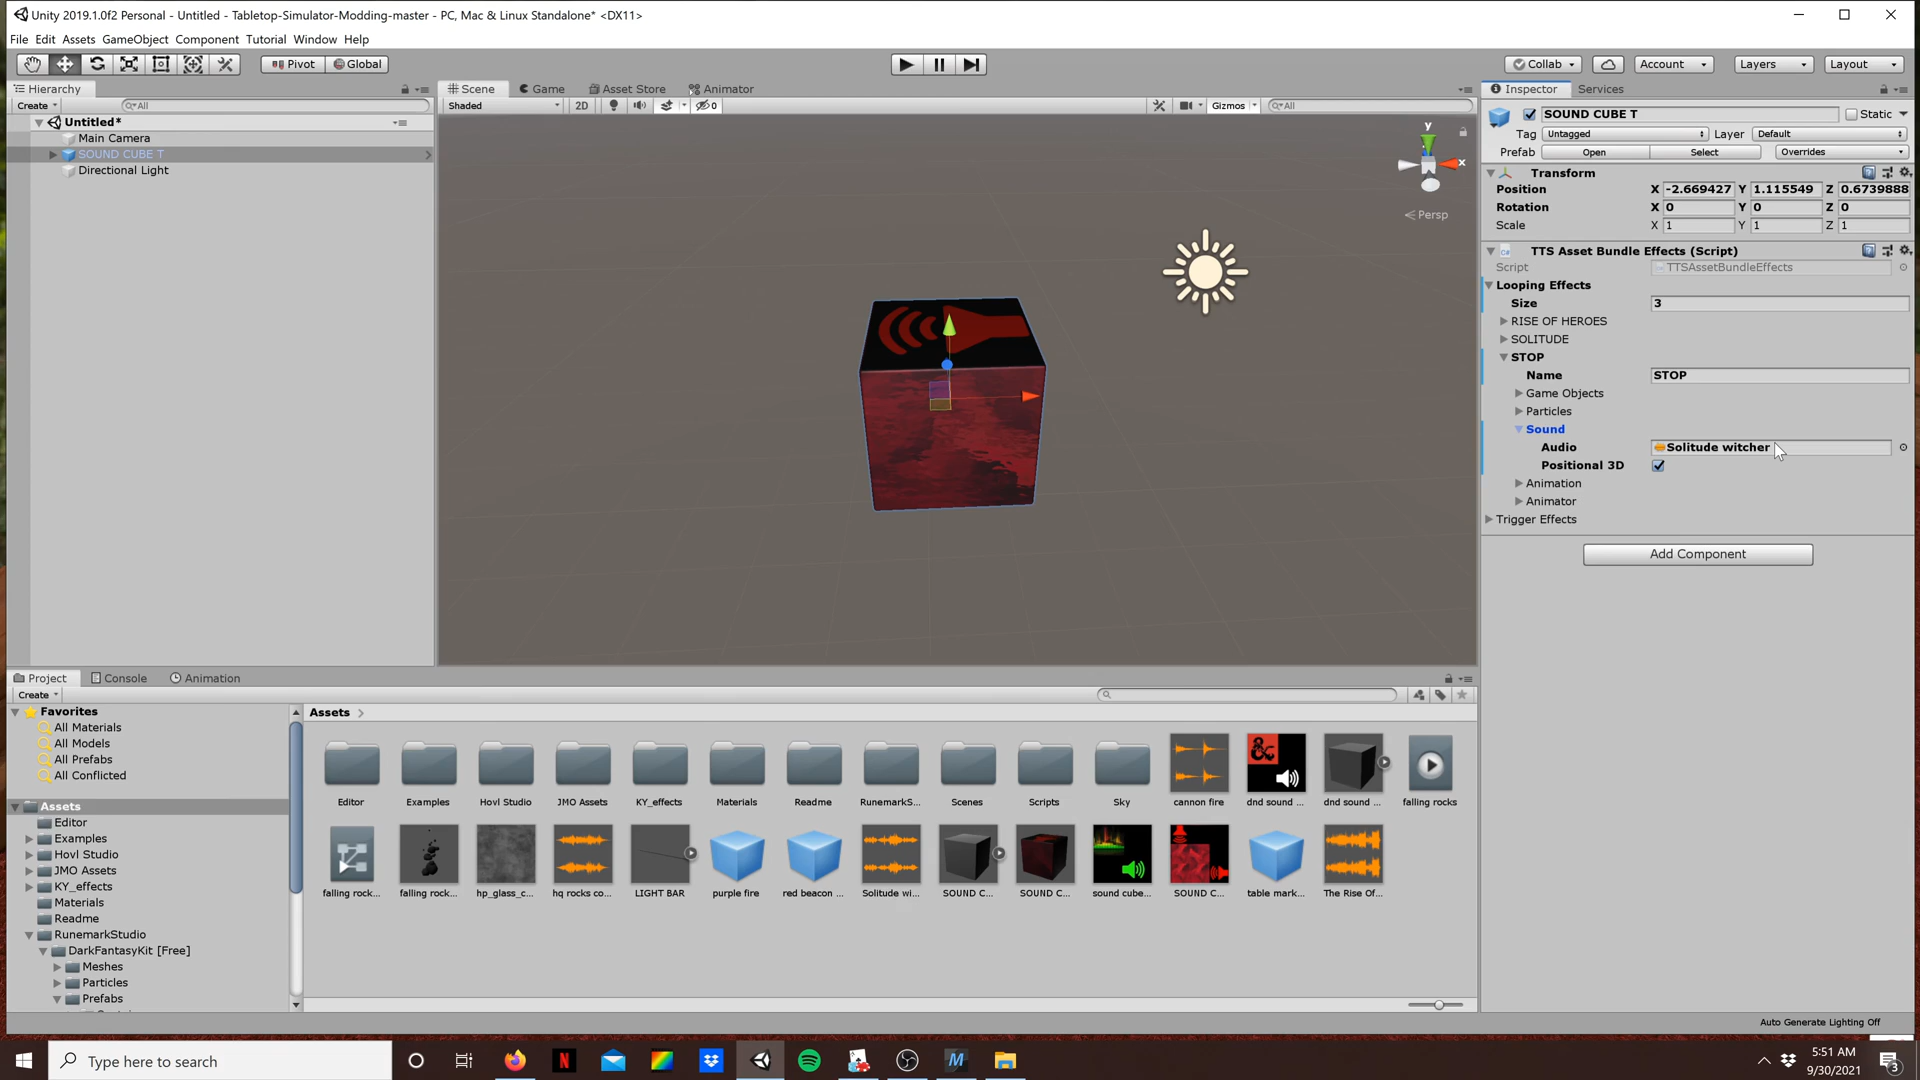 Unity 2019.1.0f2 Personal - Untitled - Tabletop-Simulator-Modding-master - PC, Mac & Linux Standalone* <DX11>
File Edit Assets GameObject Component Tutorial Window Help
Pivot Global Collab Account Layers Layout
Hierarchy
Create All
Untitled*
Main Camera
SOUND CUBE T
Directional Light
Scene Game Asset Store Animator
Shaded 2D 0 Gizmos All
y
x
Persp
Inspector Services
SOUND CUBE T Static
Tag Untagged Layer Default
Prefab Open Select Overrides
Transform
Position X -2.669427 Y 1.115549 Z 0.6739888
Rotation X 0 Y 0 Z 0
Scale X 1 Y 1 Z 1
TTS Asset Bundle Effects (Script)
Script TTSAssetBundleEffects
Looping Effects
Size 3
RISE OF HEROES
SOLITUDE
STOP
Name STOP
Game Objects
Particles
Sound
Audio Solitude witcher
Positional 3D
Animation
Animator
Trigger Effects
Add Component
Project Console Animation
Create
Favorites
All Materials
All Models
All Prefabs
All Conflicted
Assets
Editor
Examples
Hovl Studio
JMO Assets
KY_effects
Materials
Readme
RunemarkStudio
DarkFantasyKit [Free]
Meshes
Particles
Prefabs
Assets
Editor Examples Hovl Studio JMO Assets KY_effects Materials Readme RunemarkS... Scenes Scripts Sky cannon fire dnd sound ... dnd sound ... falling rocks
falling rock... falling rock... hp_glass_c... hq rocks co... LIGHT BAR purple fire red beacon ... Solitude wi... SOUND C... SOUND C... sound cube... SOUND C... table mark... The Rise Of...
Auto Generate Lighting Off
Type here to search
5:51 AM
9/30/2021
3